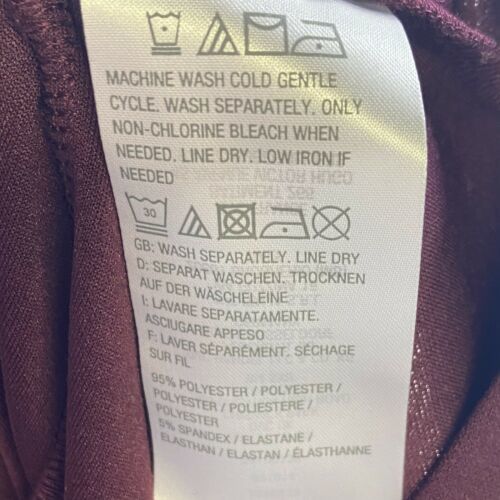 MACHINE WASH COLD GENTLE
CYCLE. WASH SEPARATELY. ONLY
NON-CHLORINE BLEACH WHEN
NEEDED. LINE DRY. LOW IRON IF
NEEDED
30
GB: WASH SEPARATELY. LINE DRY
D: SEPARAT WASCHEN. TROCKNEN
AUF DER WÄSCHELEINE
I: LAVARE SEPARATAMENTE.
ASCIUGARE APPESO
F: LAVER SÉPARÉMENT. SÉCHAGE
SUR FIL
95% POLYESTER / POLYESTER /
POLYESTER / POLIESTERE /
POLYESTER
5% SPANDEX / ELASTANE /
ELASTHAN / ELASTAN / ÉLASTHANNE